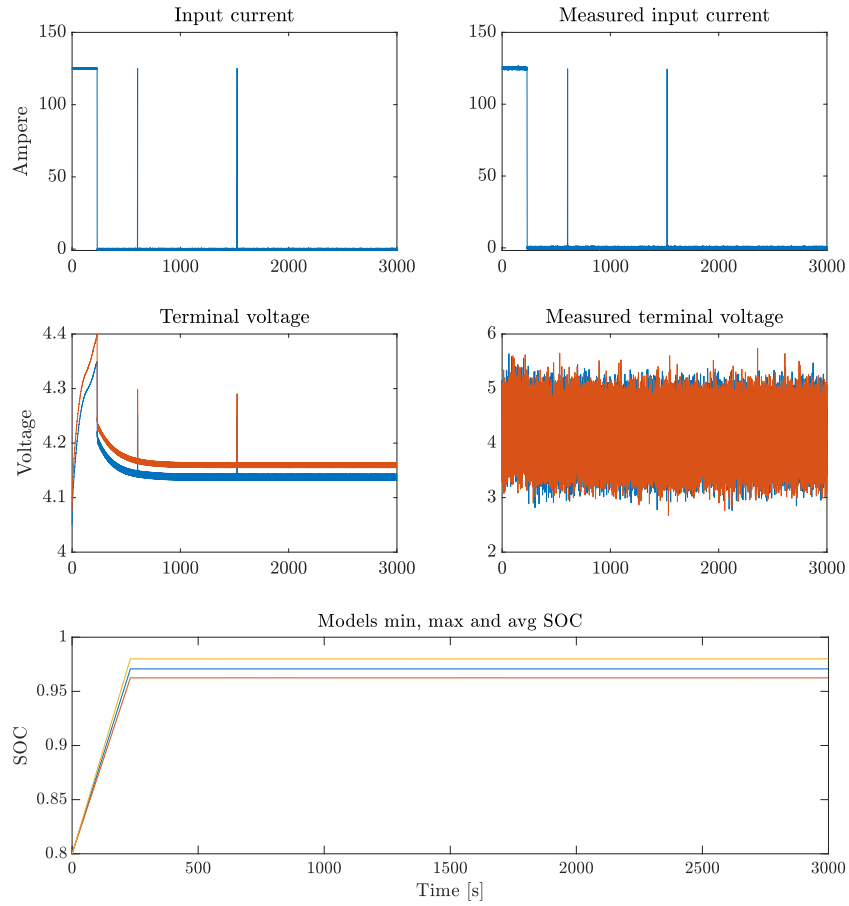 Input current
Measured input current
150
100
50
0
Ampere
0 1000 2000 3000
150
100
50
0
0 1000 2000 3000
Terminal voltage
Measured terminal voltage
4.4
4.3
4.2
4.1
4
Voltage
0 1000 2000 3000
6
5
4
3
2
0 1000 2000 3000
Models min, max and avg SOC
1
0.95
0.9
0.85
0.8
SOC
0 500 1000 1500 2000 2500 3000
Time [s]